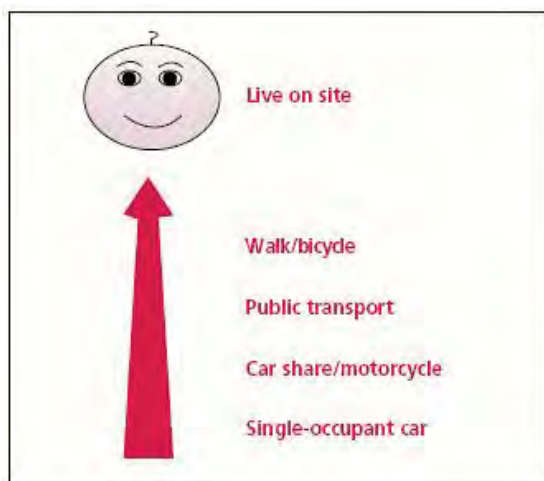 Live on site
Walk/bicycle
Public transport
Car share/motorcycle
Single-occupant car